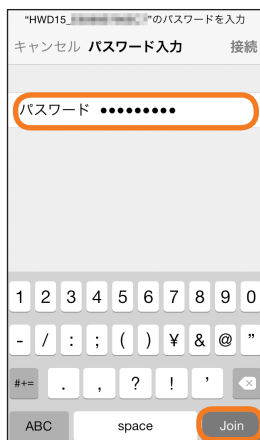 "HWD15_ "のパスワードを入力
キャンセル パスワード入力 接続
パスワード ●●●●●●●●●
1 2 3 4 5 6 7 8 9 0
- / : ; ( ) ¥ & @ "
#+= . , ? ! '
ABC space Join